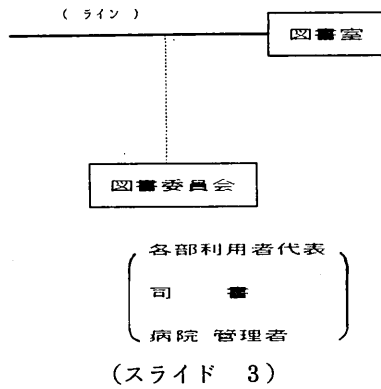 ( ライン )
図書室
図書委員会
各部利用者代表
司 書
病院 管理者
(スライド 3)